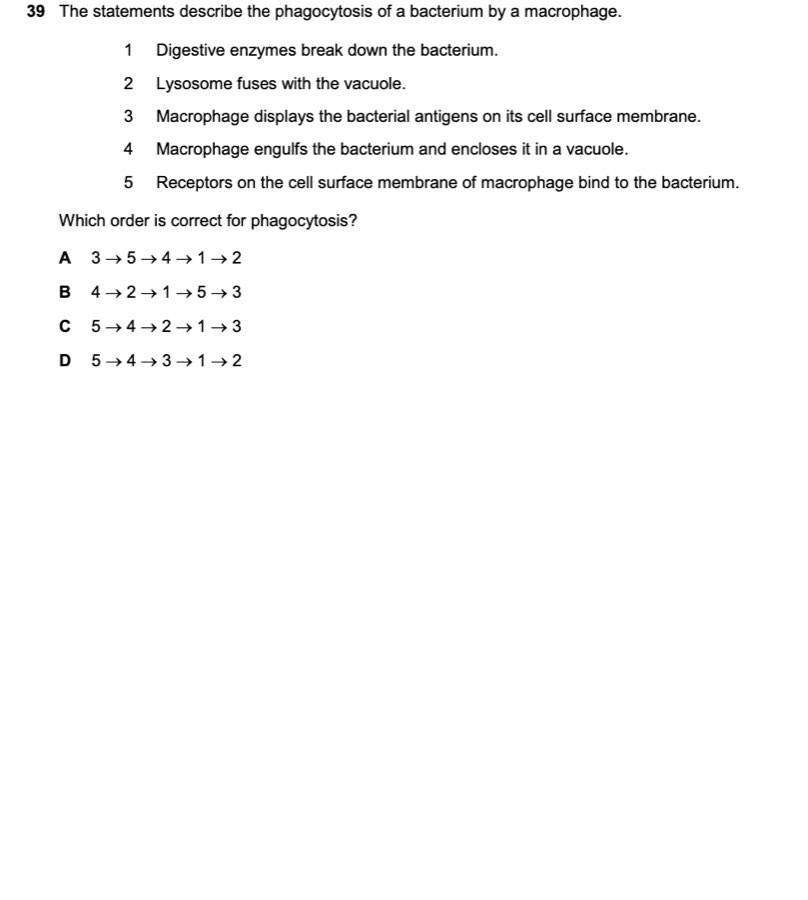 39 The statements describe the phagocytosis of a bacterium by a macrophage.
1 Digestive enzymes break down the bacterium.
2 Lysosome fuses with the vacuole.
3 Macrophage displays the bacterial antigens on its cell surface membrane.
4 Macrophage engulfs the bacterium and encloses it in a vacuole.
5 Receptors on the cell surface membrane of macrophage bind to the bacterium.
Which order is correct for phagocytosis?
A 3 → 5 → 4 → 1 → 2
B 4 → 2 → 1 → 5 → 3
C 5 → 4 → 2 → 1 → 3
D 5 → 4 → 3 → 1 → 2